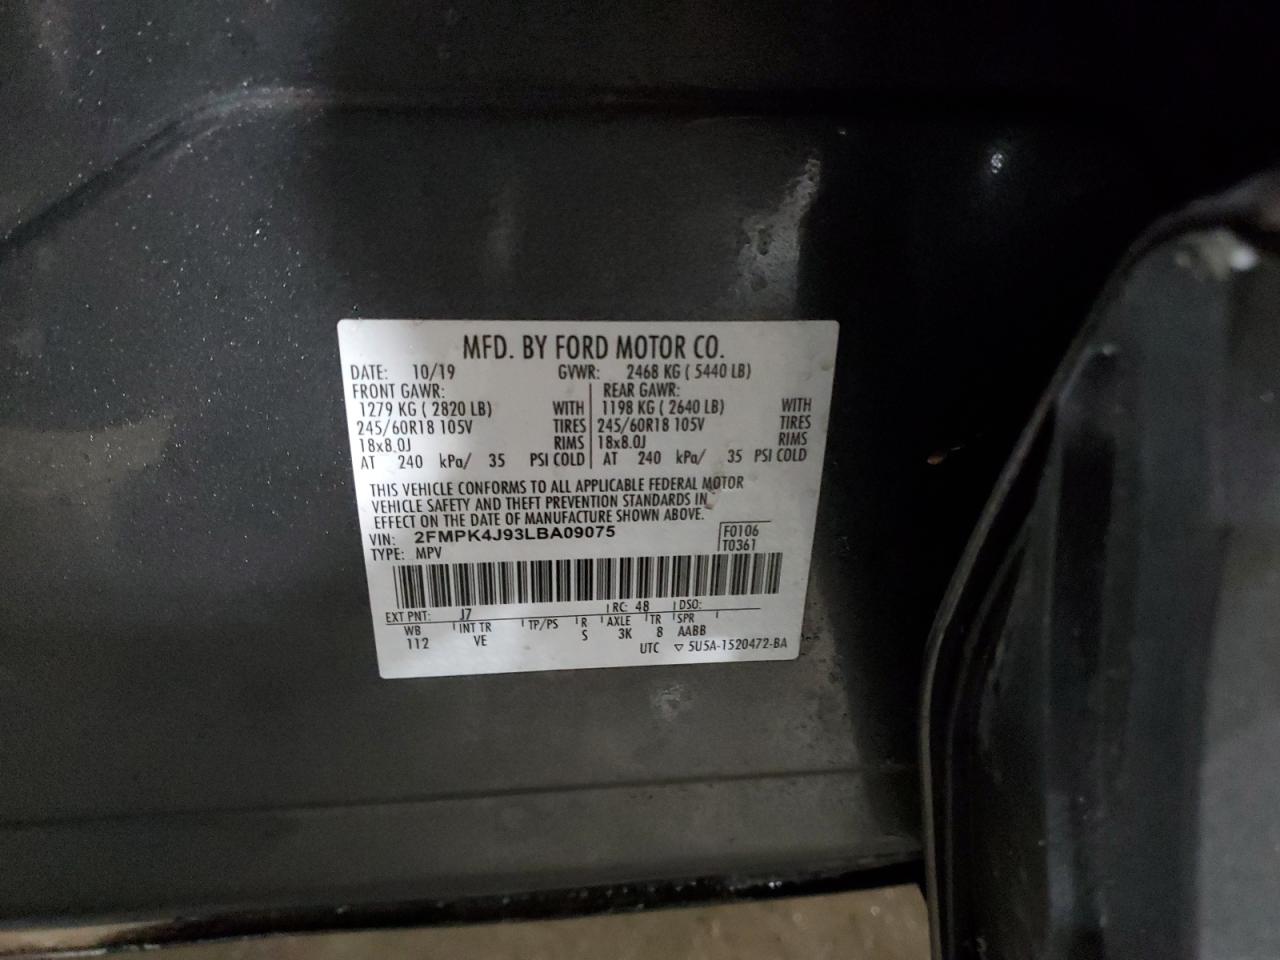 MFD. BY FORD MOTOR CO.
DATE: 10/19 GVWR: 2468 KG ( 5440 LB)
FRONT GAWR: REAR GAWR:
1279 KG ( 2820 LB) WITH 1198 KG ( 2640 LB) WITH
245/60R18 105V TIRES 245/60R18 105V TIRES
18x8.0J RIMS 18x8.0J RIMS
AT 240 kPa/ 35 PSI COLD AT 240 kPa/ 35 PSI COLD
THIS VEHICLE CONFORMS TO ALL APPLICABLE FEDERAL MOTOR
VEHICLE SAFETY AND THEFT PREVENTION STANDARDS IN
EFFECT ON THE DATE OF MANUFACTURE SHOWN ABOVE.
VIN: 2FMPK4J93LBA09075 F0106
TYPE: MPV T0361
EXT PNT: J7 RC: 48 DSO:
WB INT TR TP/PS R AXLE TR SPR
112 VE S 3K 8 AABB
UTC ▽ 5U5A-1520472-BA